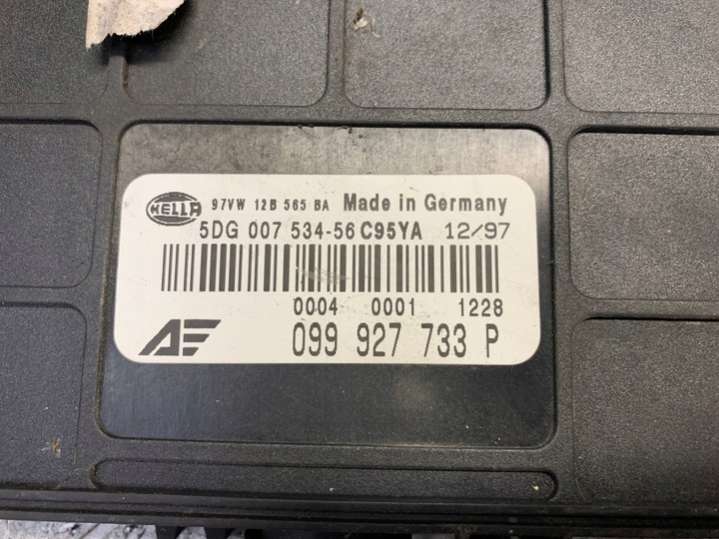 HELLA 97VW 12B 565 BA Made in Germany
5DG 007 534-56 C95YA 12/97
0004 0001 1228
AF 099 927 733 P